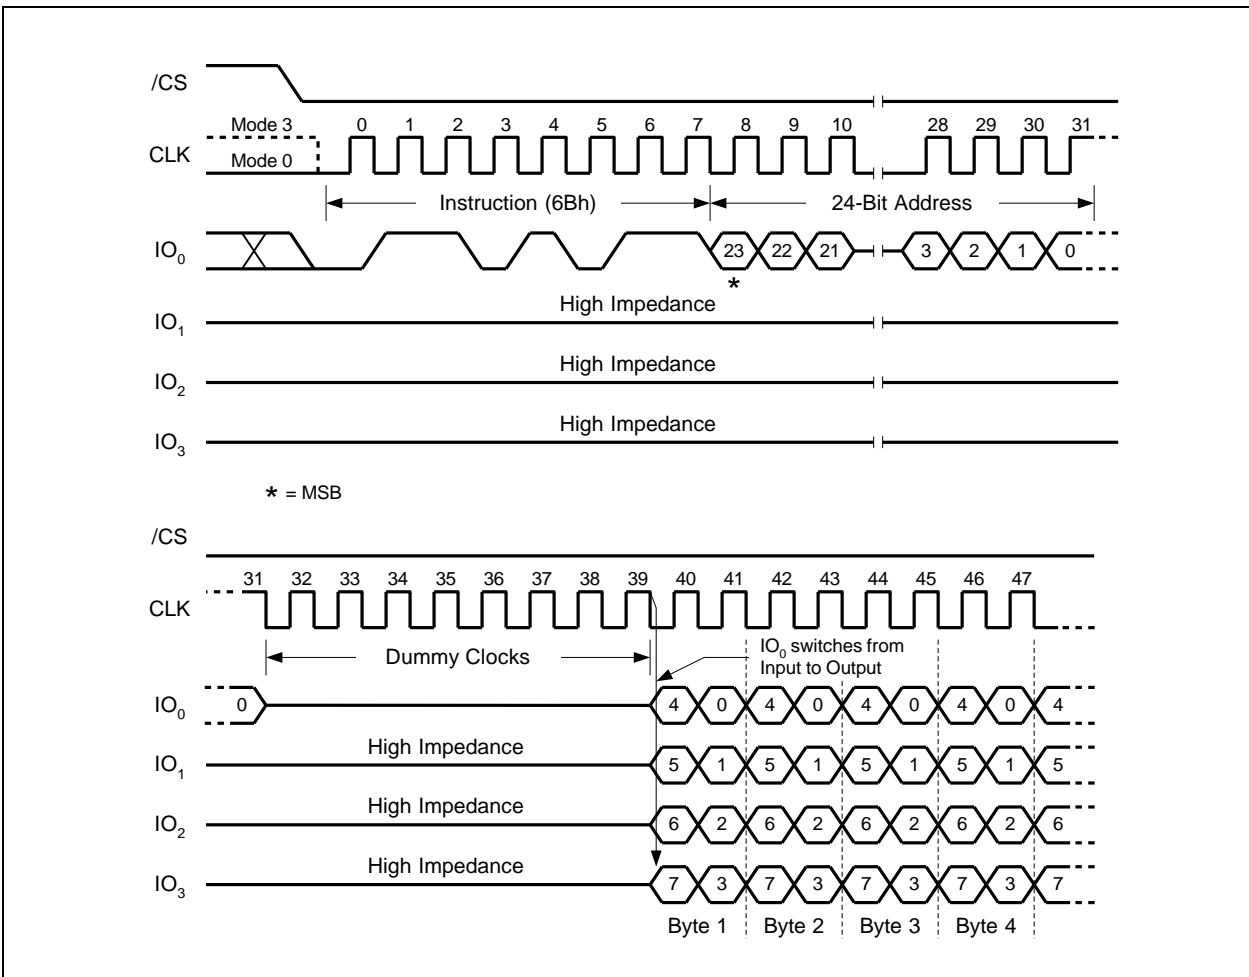 /CS
Mode 3 0 1 2 3 4 5 6 7 8 9 10 28 29 30 31
CLK Mode 0
Instruction (6Bh) 24-Bit Address
IO0 23 22 21 3 2 1 0
*
High Impedance
IO1
High Impedance
IO2
High Impedance
IO3
* = MSB
/CS
31 32 33 34 35 36 37 38 39 40 41 42 43 44 45 46 47
CLK
Dummy Clocks
IO0 switches from
Input to Output
IO0 0 4 0 4 0 4 0 4 0 4
High Impedance
IO1 5 1 5 1 5 1 5 1 5
High Impedance
IO2 6 2 6 2 6 2 6 2 6
High Impedance
IO3 7 3 7 3 7 3 7 3 7
Byte 1 Byte 2 Byte 3 Byte 4